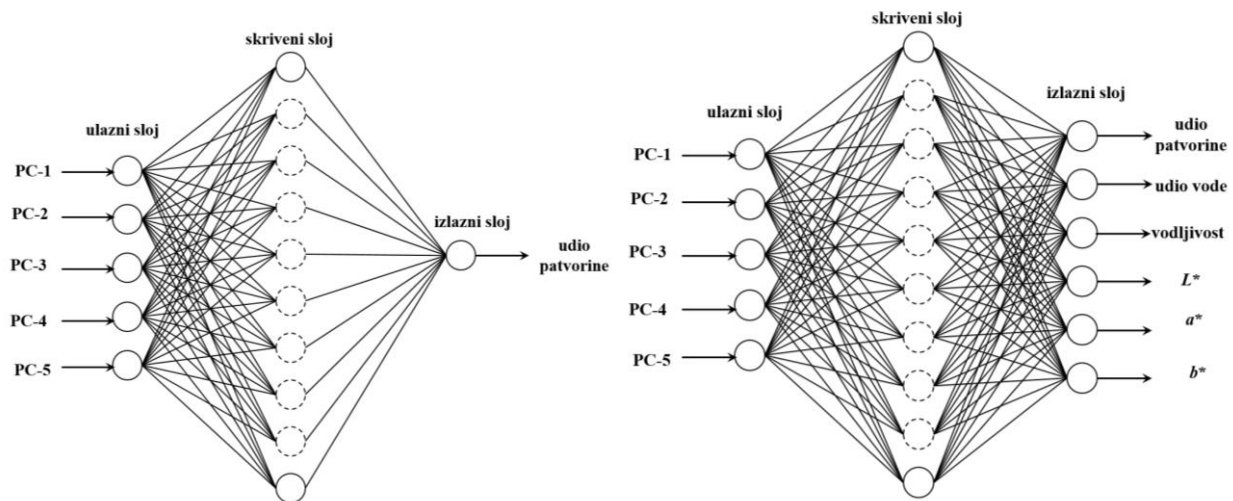 skriveni sloj
ulazni sloj
PC-1
PC-2
PC-3
PC-4
PC-5
izlazni sloj
udio
patvorine
skriveni sloj
ulazni sloj
PC-1
PC-2
PC-3
PC-4
PC-5
izlazni sloj
udio
patvorine
udio vode
vodljivost
L*
a*
b*